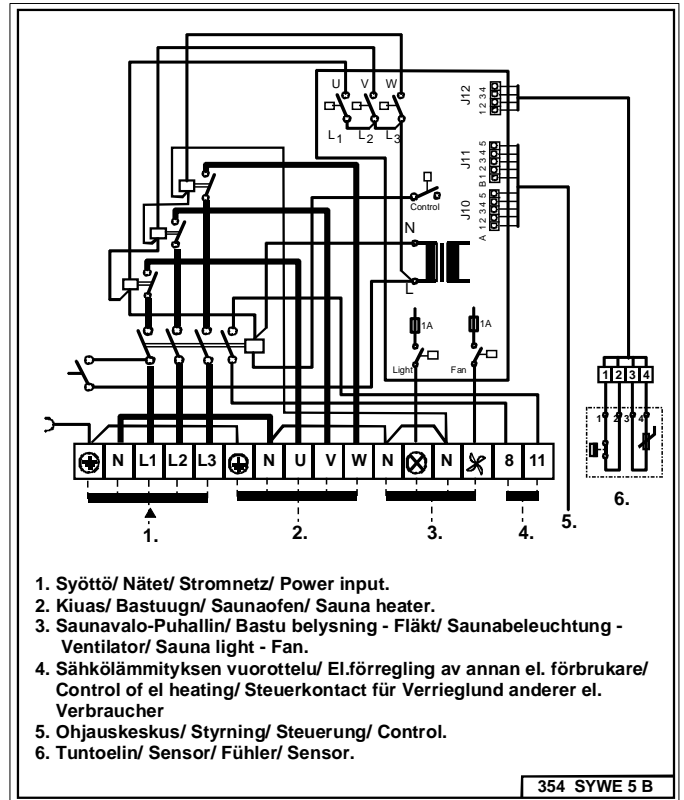 U V W
L1 L2 L3
J12
1 2 3 4
J11
B 1 2 3 4 5
J10
A 1 2 3 4 5
Control
N
L
1A 1A
Light Fan
1 2 3 4
1 2 3 4
N L1 L2 L3 N U V W N N 8 11
1. 2. 3. 4. 5. 6.
1. Syöttö/ Nätet/ Stromnetz/ Power input.
2. Kiuas/ Bastuugn/ Saunaofen/ Sauna heater.
3. Saunavalo-Puhallin/ Bastu belysning - Fläkt/ Saunabeleuchtung -
Ventilator/ Sauna light - Fan.
4. Sähkölämmityksen vuorottelu/ El.förregling av annan el. förbrukare/
Control of el heating/ Steuerkontact für Verrieglund anderer el.
Verbraucher
5. Ohjauskeskus/ Styrning/ Steuerung/ Control.
6. Tuntoelin/ Sensor/ Fühler/ Sensor.
354 SYWE 5 B